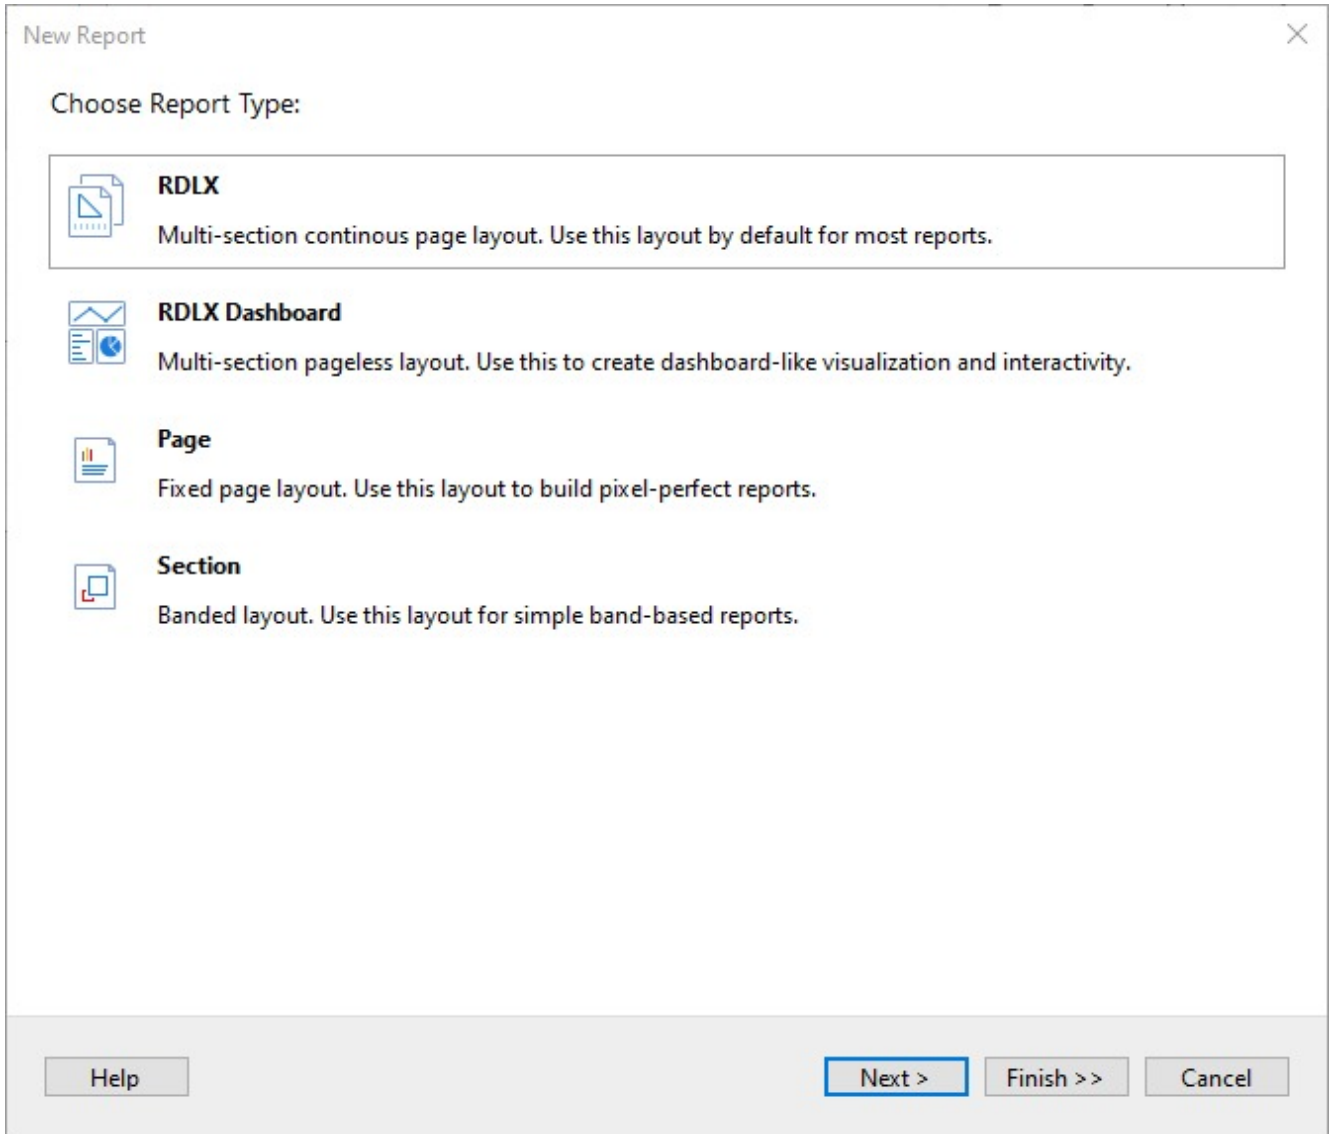 New Report
Choose Report Type:
RDLX
Multi-section continous page layout. Use this layout by default for most reports.
RDLX Dashboard
Multi-section pageless layout. Use this to create dashboard-like visualization and interactivity.
Page
Fixed page layout. Use this layout to build pixel-perfect reports.
Section
Banded layout. Use this layout for simple band-based reports.
Help
Next >
Finish >>
Cancel